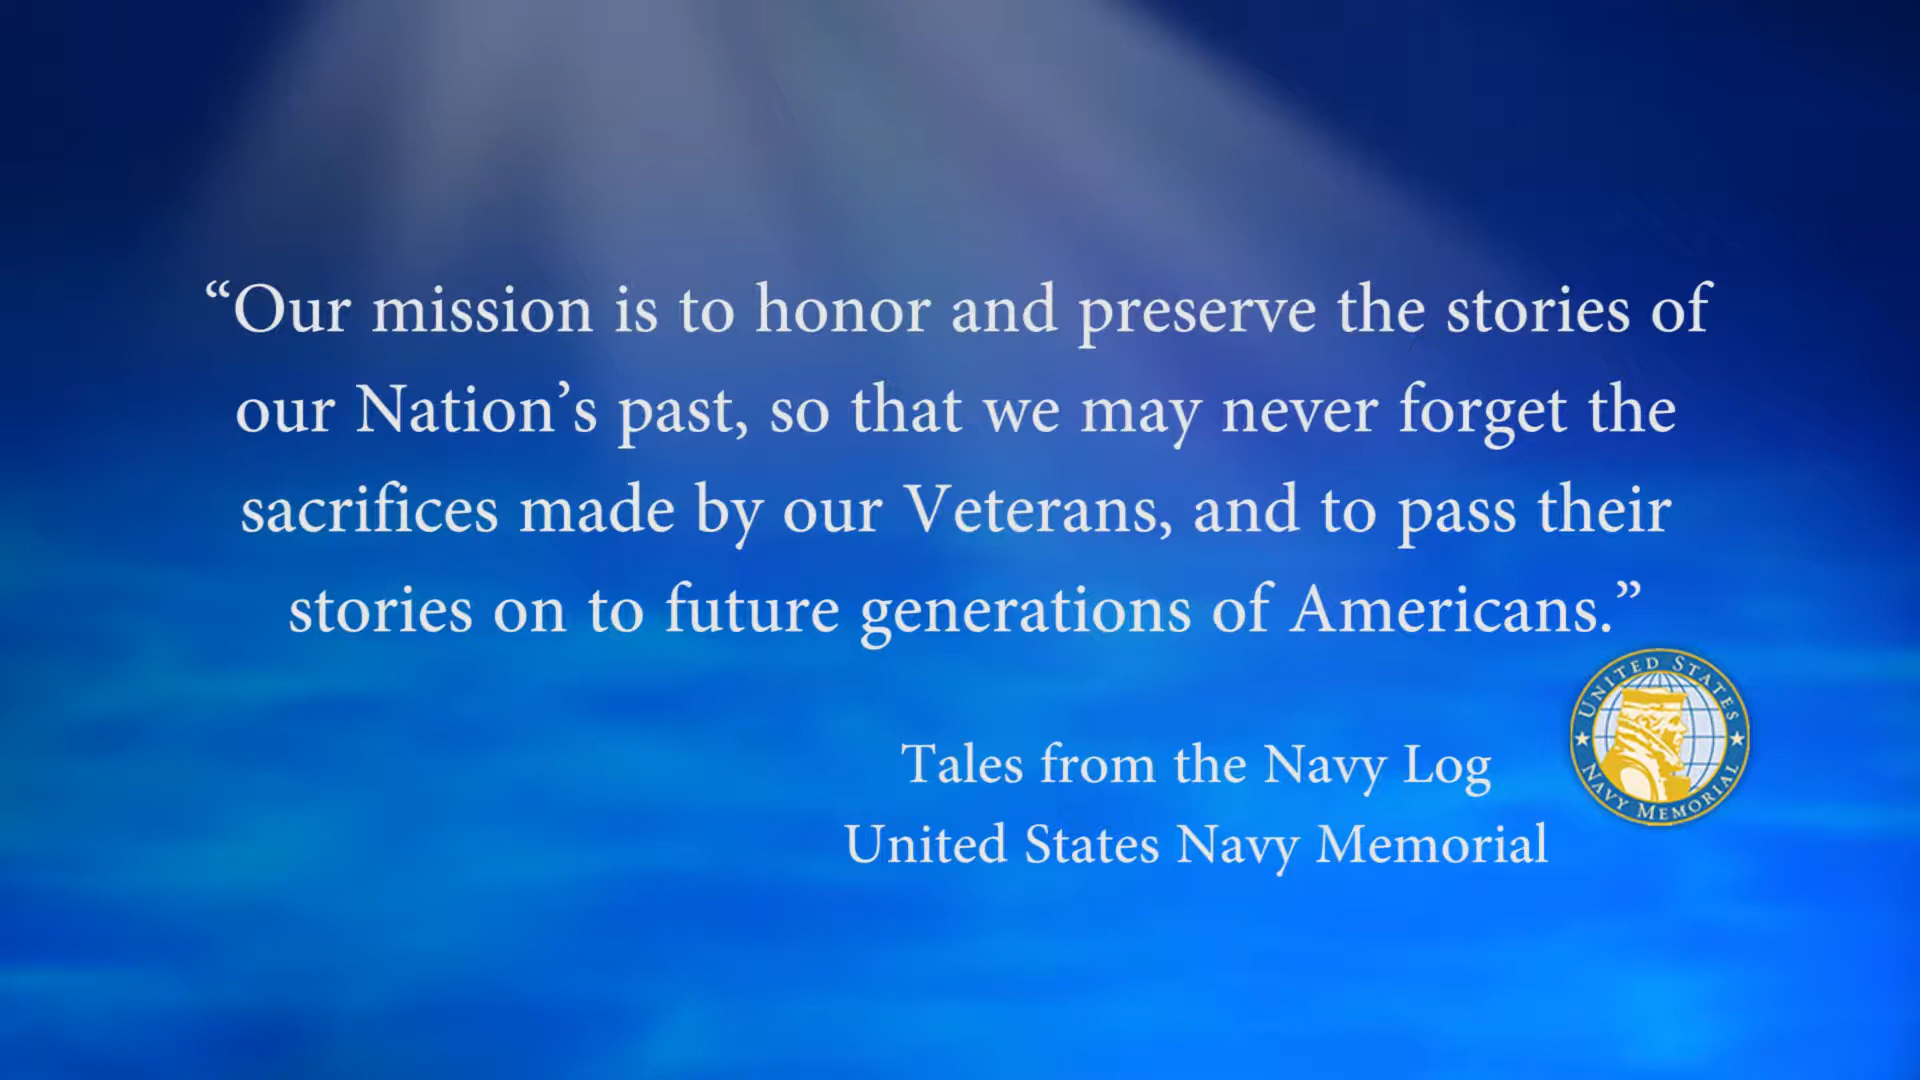 “Our mission is to honor and preserve the stories of
our Nation’s past, so that we may never forget the
sacrifices made by our Veterans, and to pass their
stories on to future generations of Americans.”
Tales from the Navy Log
United States Navy Memorial
UNITED STATES
NAVY MEMORIAL